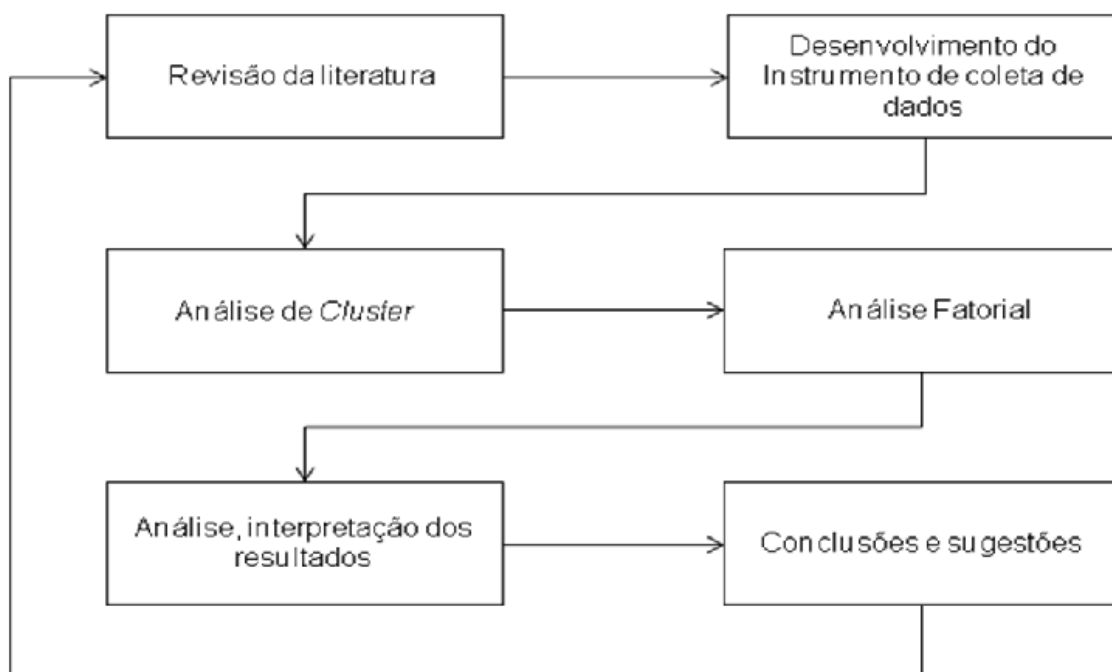 Revisão da literatura
Desenvolvimento do
Instrumento de coleta de
dados
Análise de Cluster
Análise Fatorial
Análise, interpretação dos
resultados
Conclusões e sugestões